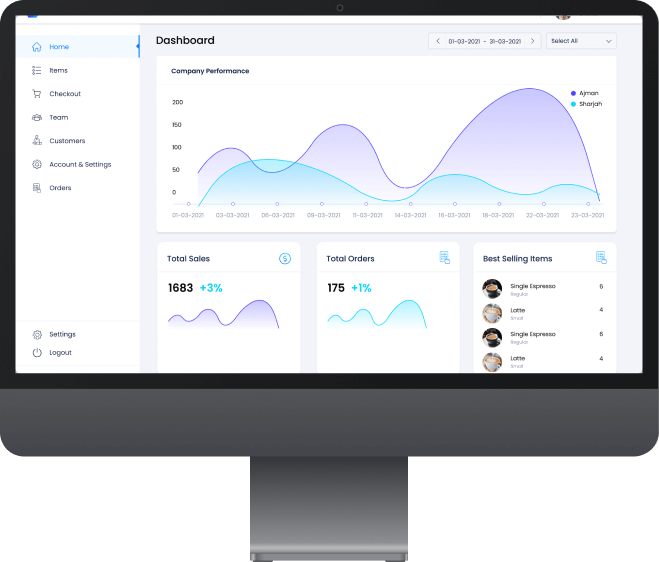 Dashboard
01-03-2021 - 31-03-2021
Select All
Home
Items
Checkout
Team
Customers
Account & Settings
Orders
Settings
Logout
Company Performance
Ajman
Sharjah
200
150
100
50
0
01-03-2021 03-03-2021 06-03-2021 09-03-2021 11-03-2021 14-03-2021 16-03-2021 18-03-2021 22-03-2021 23-03-2021
Total Sales
1683 +3%
Total Orders
175 +1%
Best Selling Items
Single Espresso 6
Regular
Latte 4
Small
Single Espresso 6
Regular
Latte 4
Small